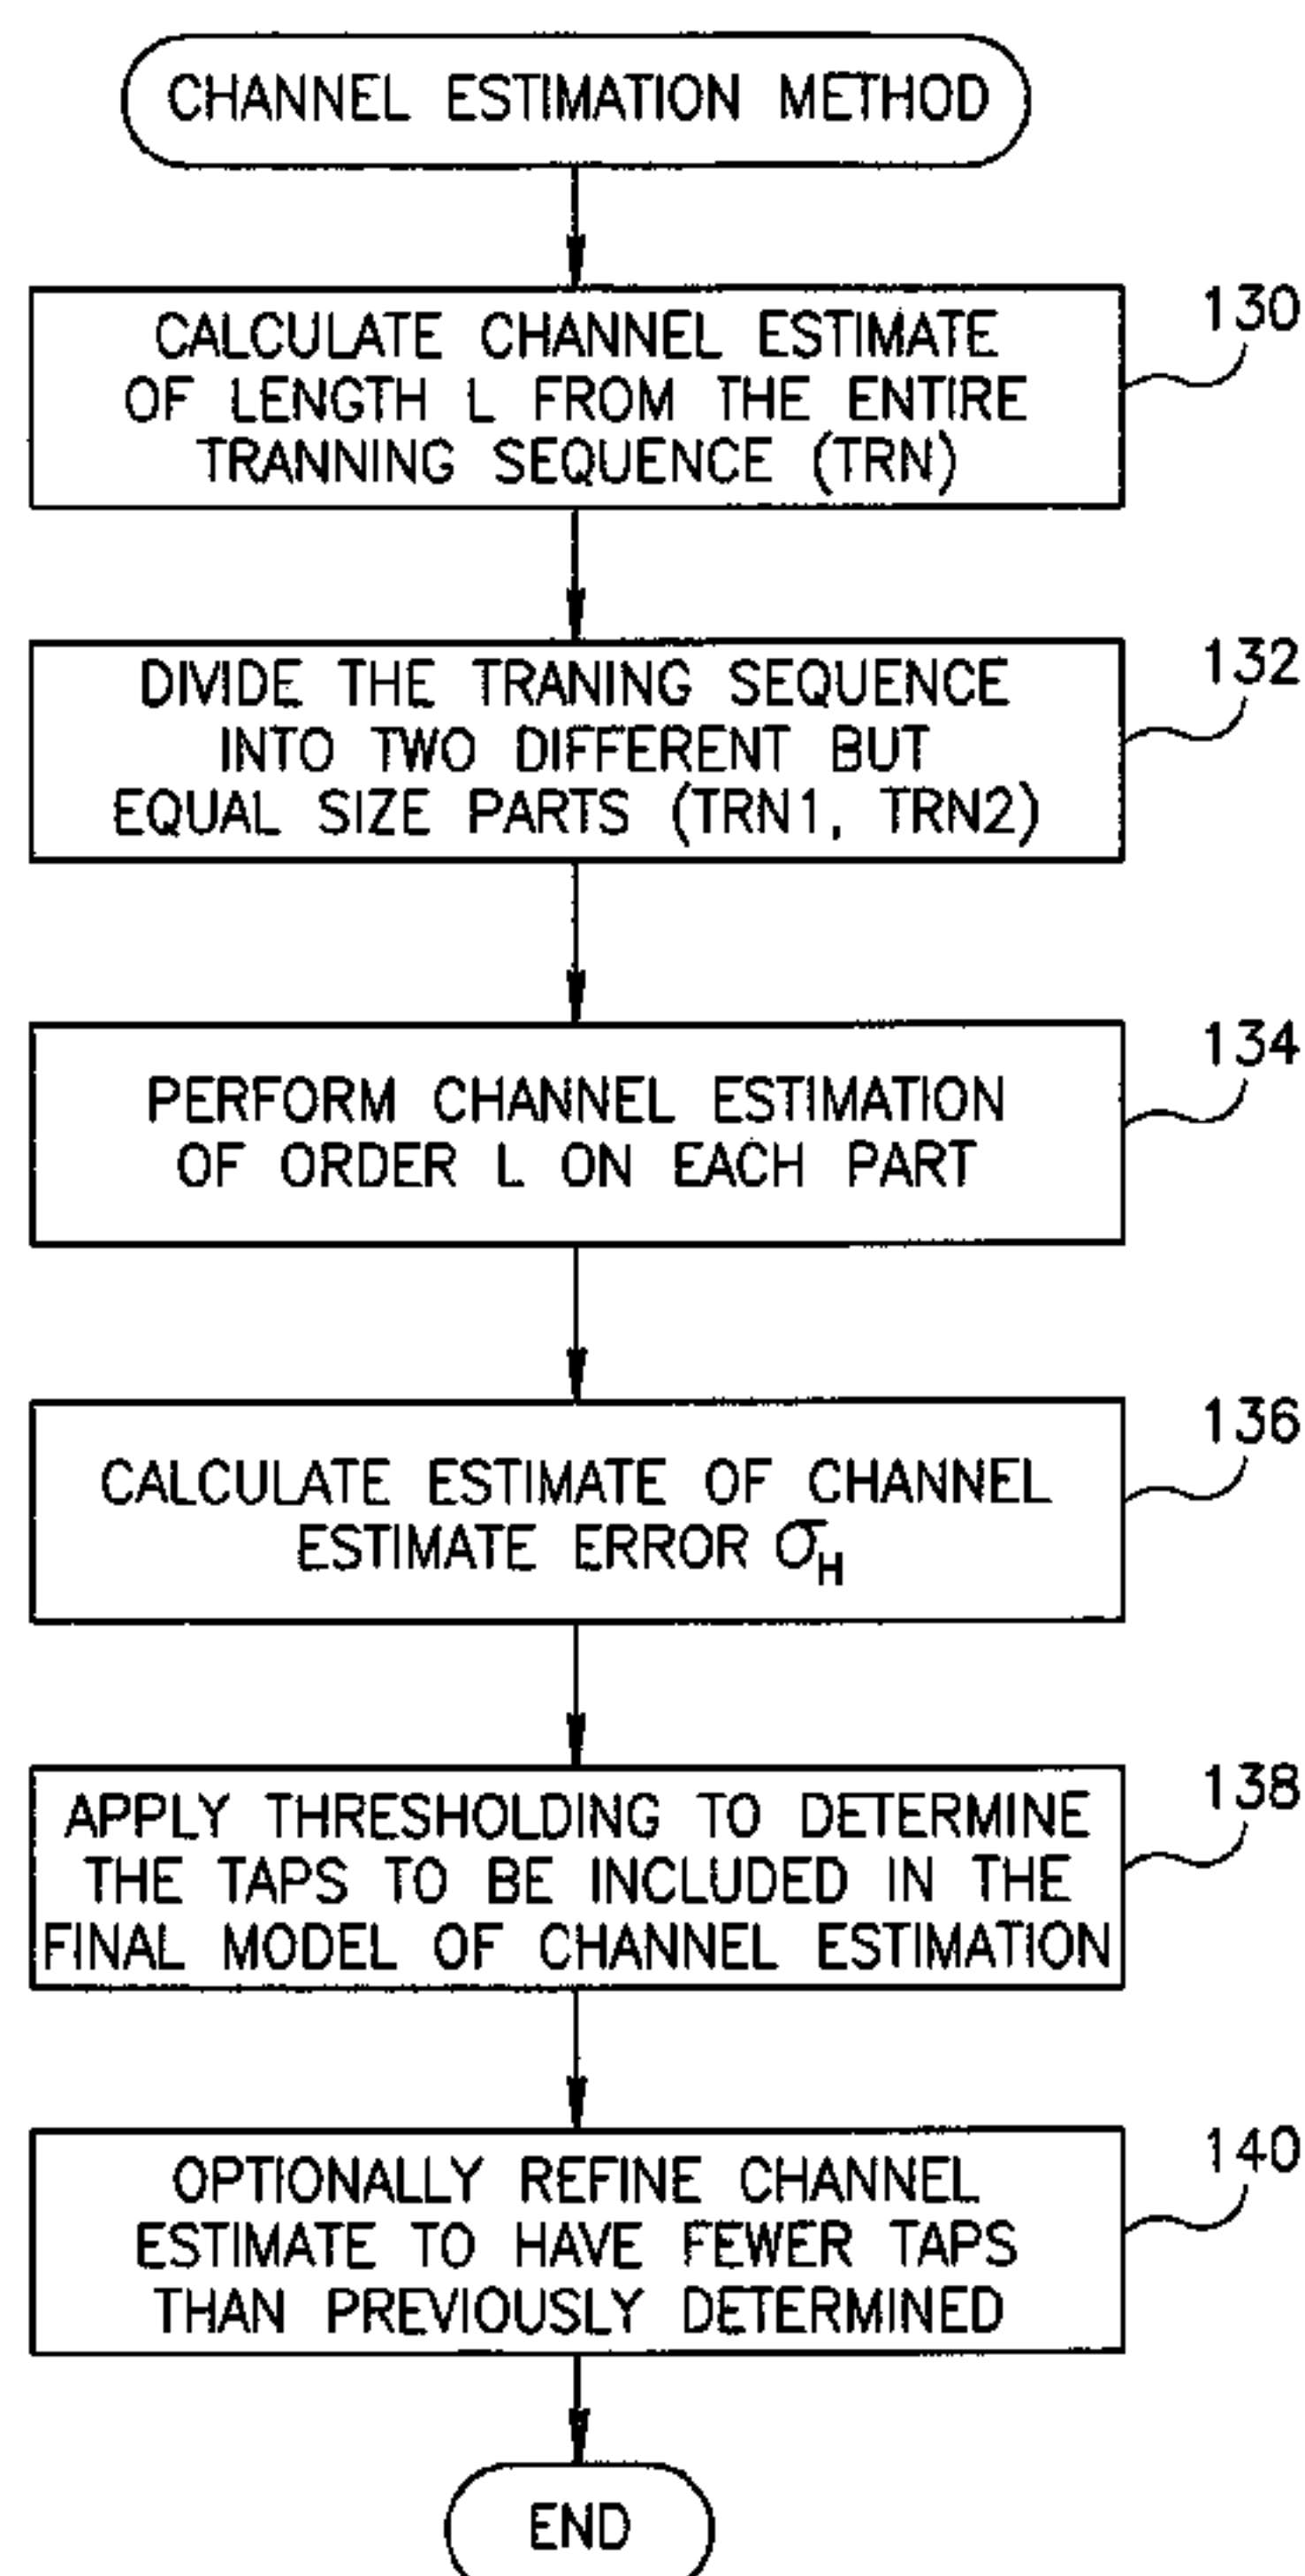 CHANNEL ESTIMATION METHOD
130
CALCULATE CHANNEL ESTIMATE
OF LENGTH L FROM THE ENTIRE
TRANNING SEQUENCE (TRN)
132
DIVIDE THE TRANING SEQUENCE
INTO TWO DIFFERENT BUT
EQUAL SIZE PARTS (TRN1, TRN2)
134
PERFORM CHANNEL ESTIMATION
OF ORDER L ON EACH PART
136
CALCULATE ESTIMATE OF CHANNEL
ESTIMATE ERROR σH
138
APPLY THRESHOLDING TO DETERMINE
THE TAPS TO BE INCLUDED IN THE
FINAL MODEL OF CHANNEL ESTIMATION
140
OPTIONALLY REFINE CHANNEL
ESTIMATE TO HAVE FEWER TAPS
THAN PREVIOUSLY DETERMINED
END